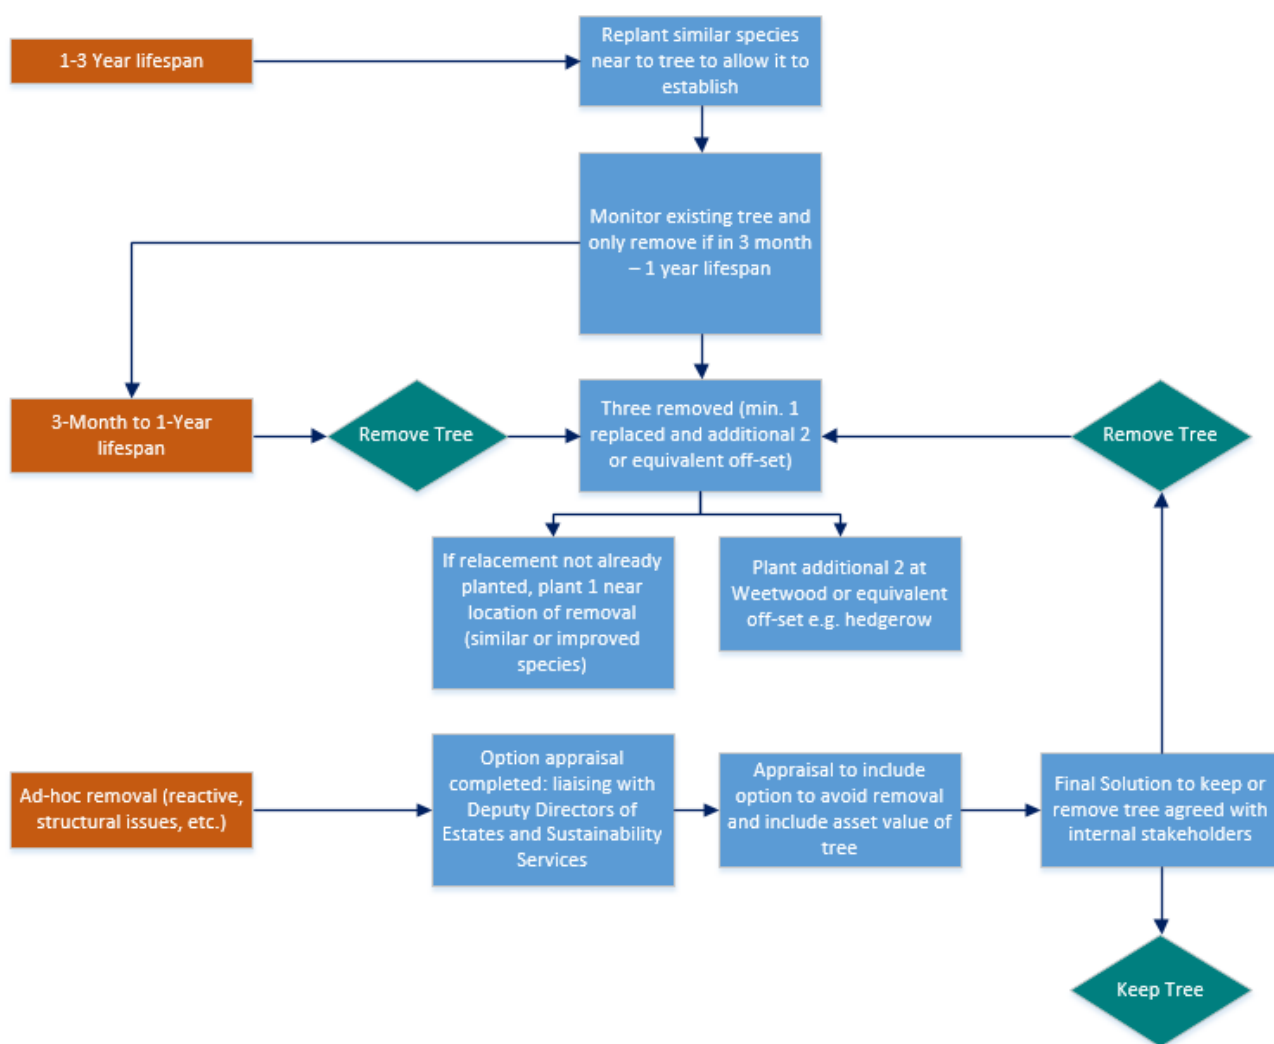 1-3 Year lifespan
Replant similar species
near to tree to allow it to
establish
Monitor existing tree and
only remove if in 3 month
– 1 year lifespan
3-Month to 1-Year
lifespan
Remove Tree
Three removed (min. 1
replaced and additional 2
or equivalent off-set)
Remove Tree
If relacement not already
planted, plant 1 near
location of removal
(similar or improved
species)
Plant additional 2 at
Weetwood or equivalent
off-set e.g. hedgerow
Ad-hoc removal (reactive,
structural issues, etc.)
Option appraisal
completed: liaising with
Deputy Directors of
Estates and Sustainability
Services
Appraisal to include
option to avoid removal
and include asset value of
tree
Final Solution to keep or
remove tree agreed with
internal stakeholders
Keep Tree